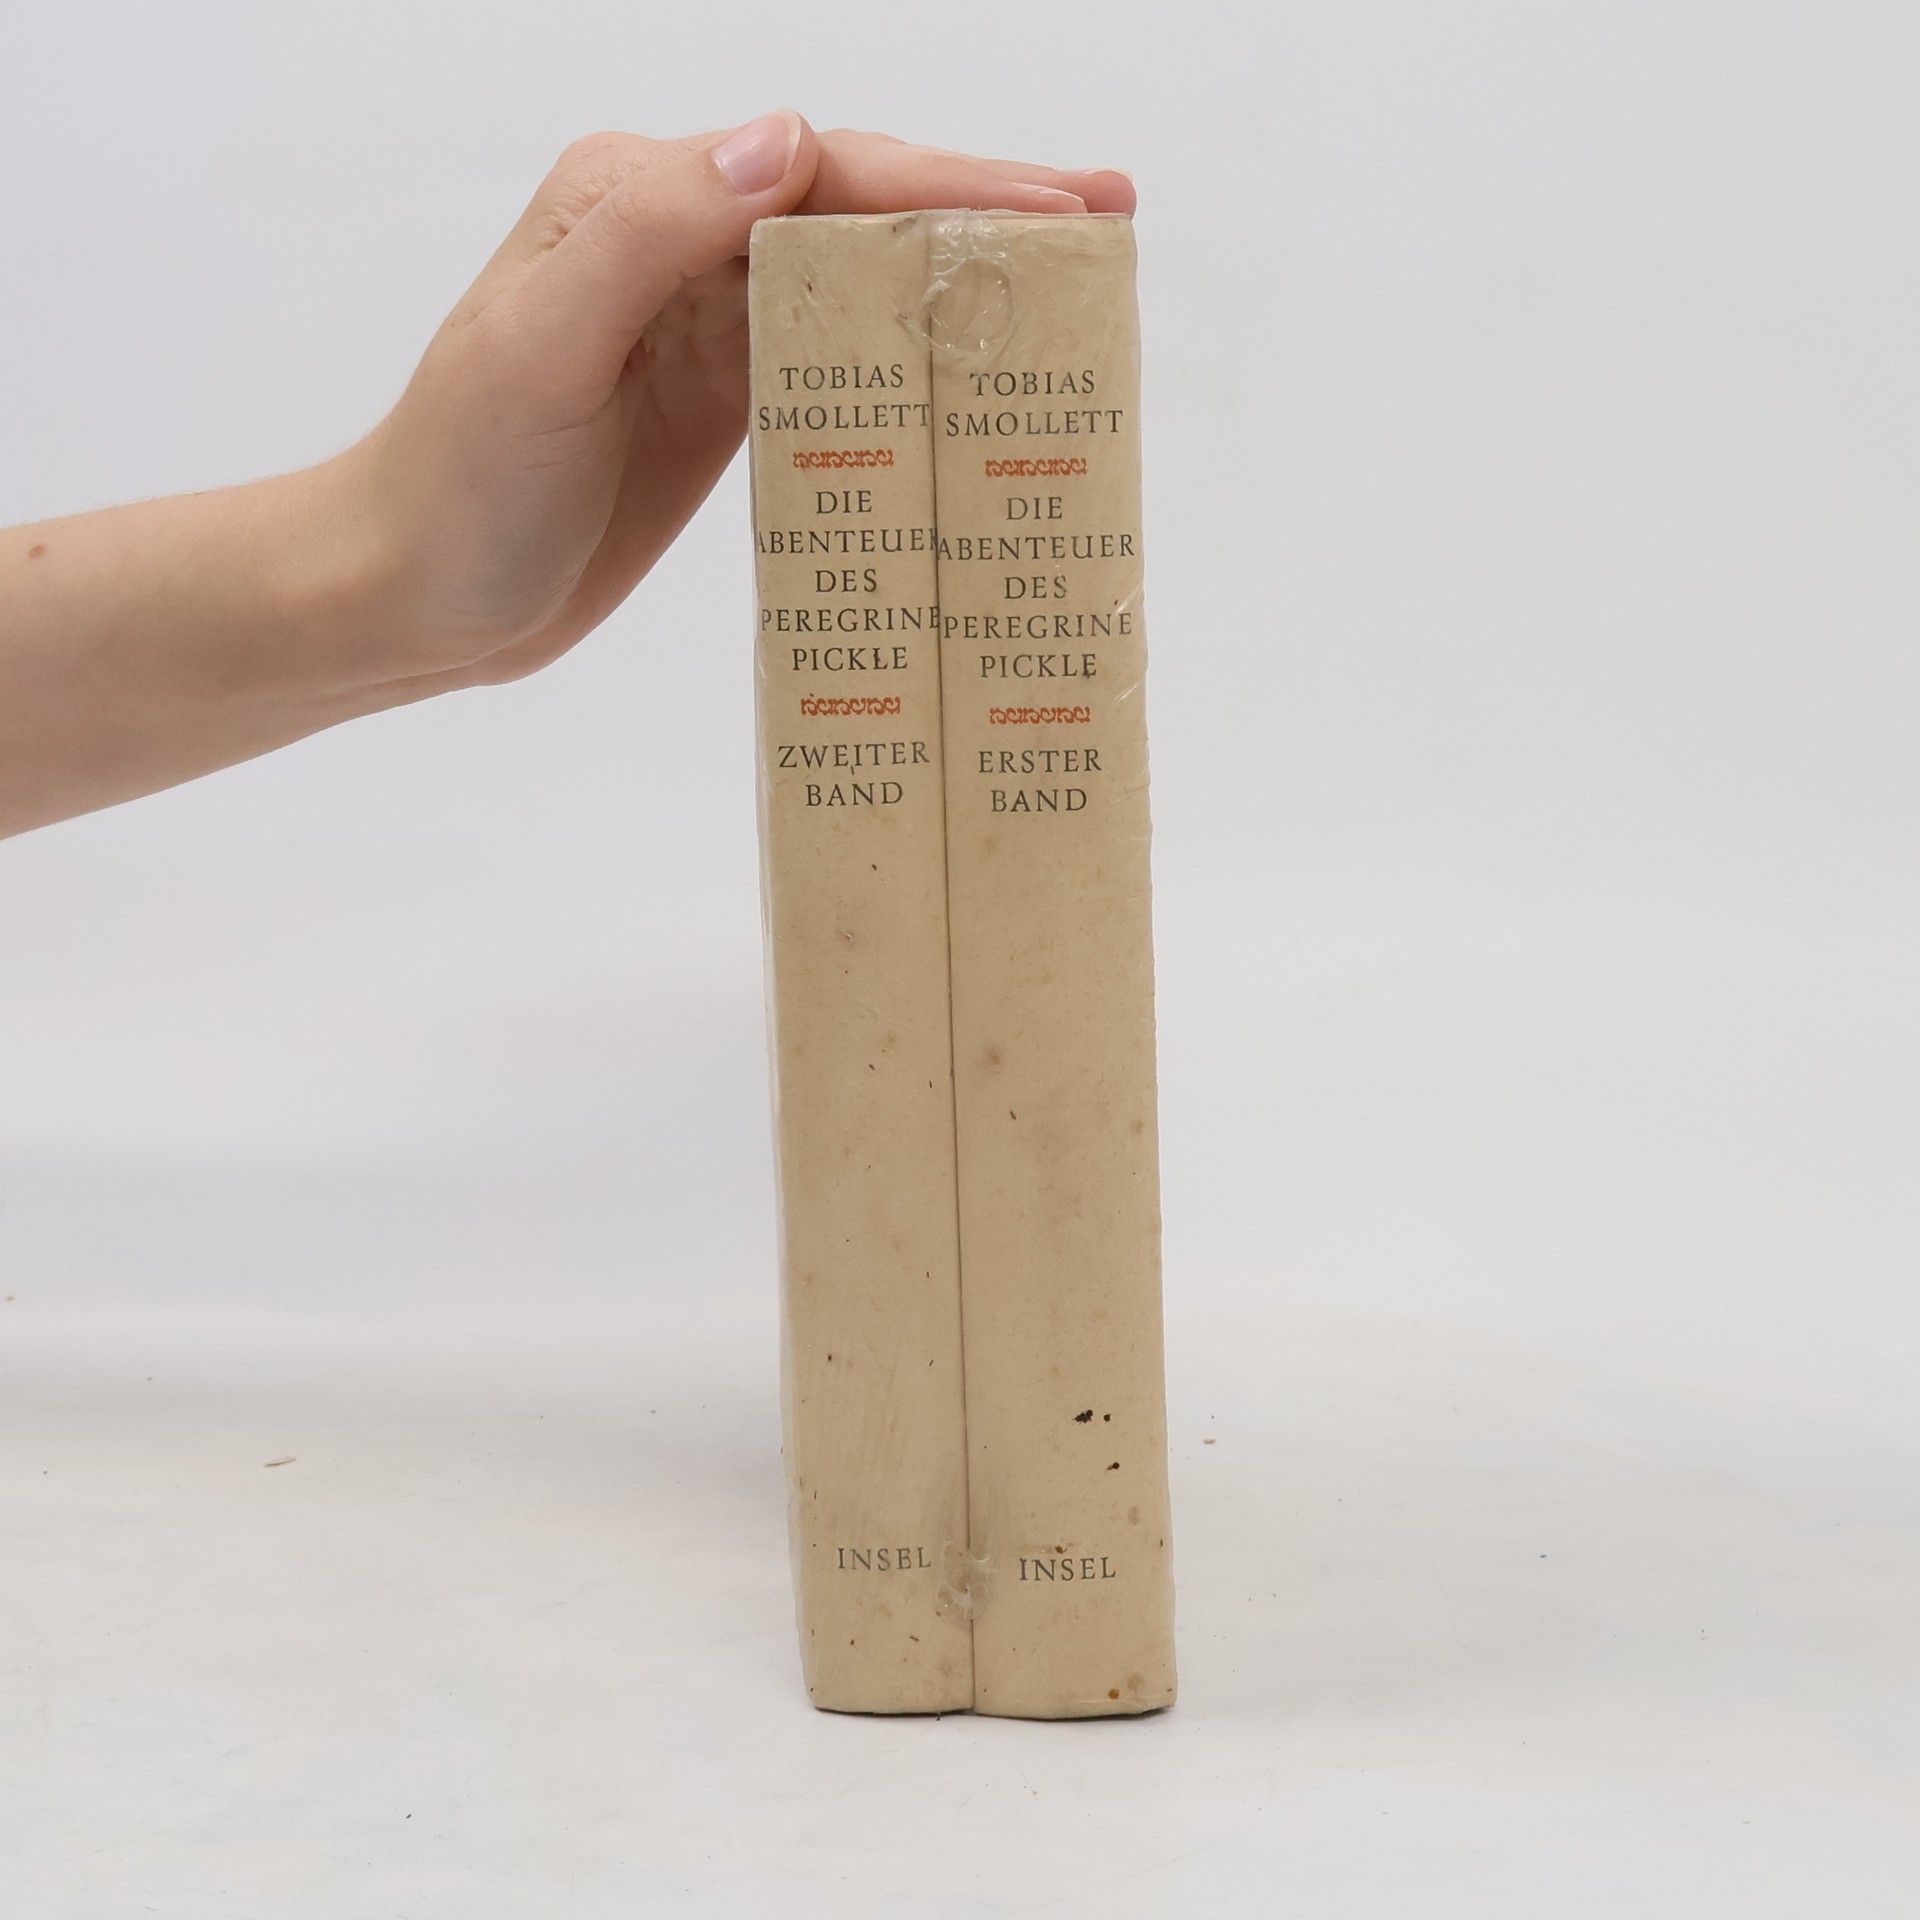 TOBIAS
SMOLLETT
DIE
ABENTEUER
DES
PEREGRINE
PICKLE
ZWEITER
BAND
INSEL
TOBIAS
SMOLLETT
DIE
ABENTEUER
DES
PEREGRINE
PICKLE
ERSTER
BAND
INSEL